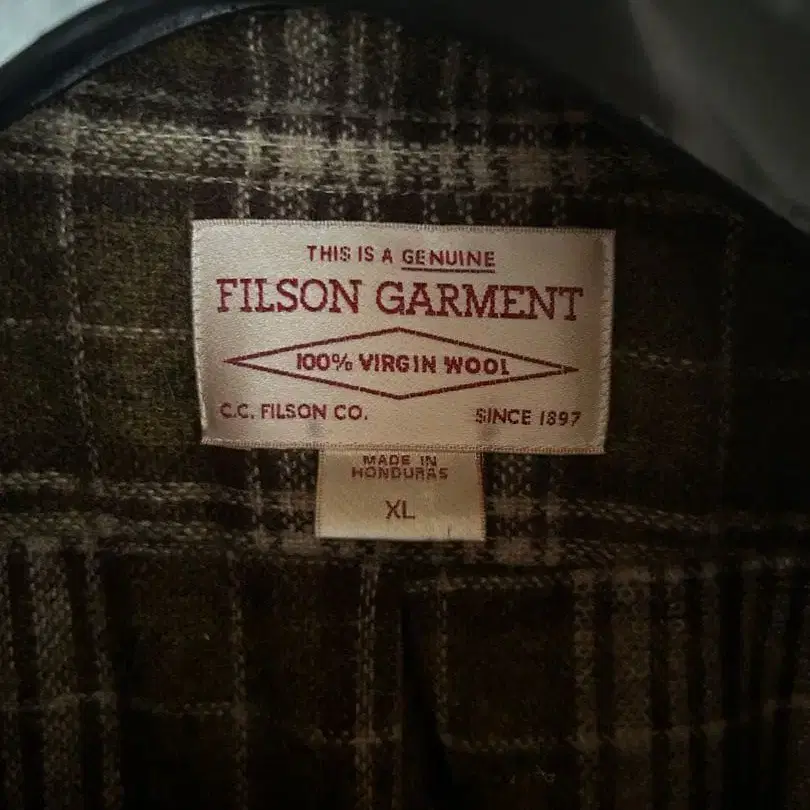 THIS IS A GENUINE
FILSON GARMENT
100% VIRGIN WOOL
C.C. FILSON CO. SINCE 1897
MADE IN
HONDURAS
XL